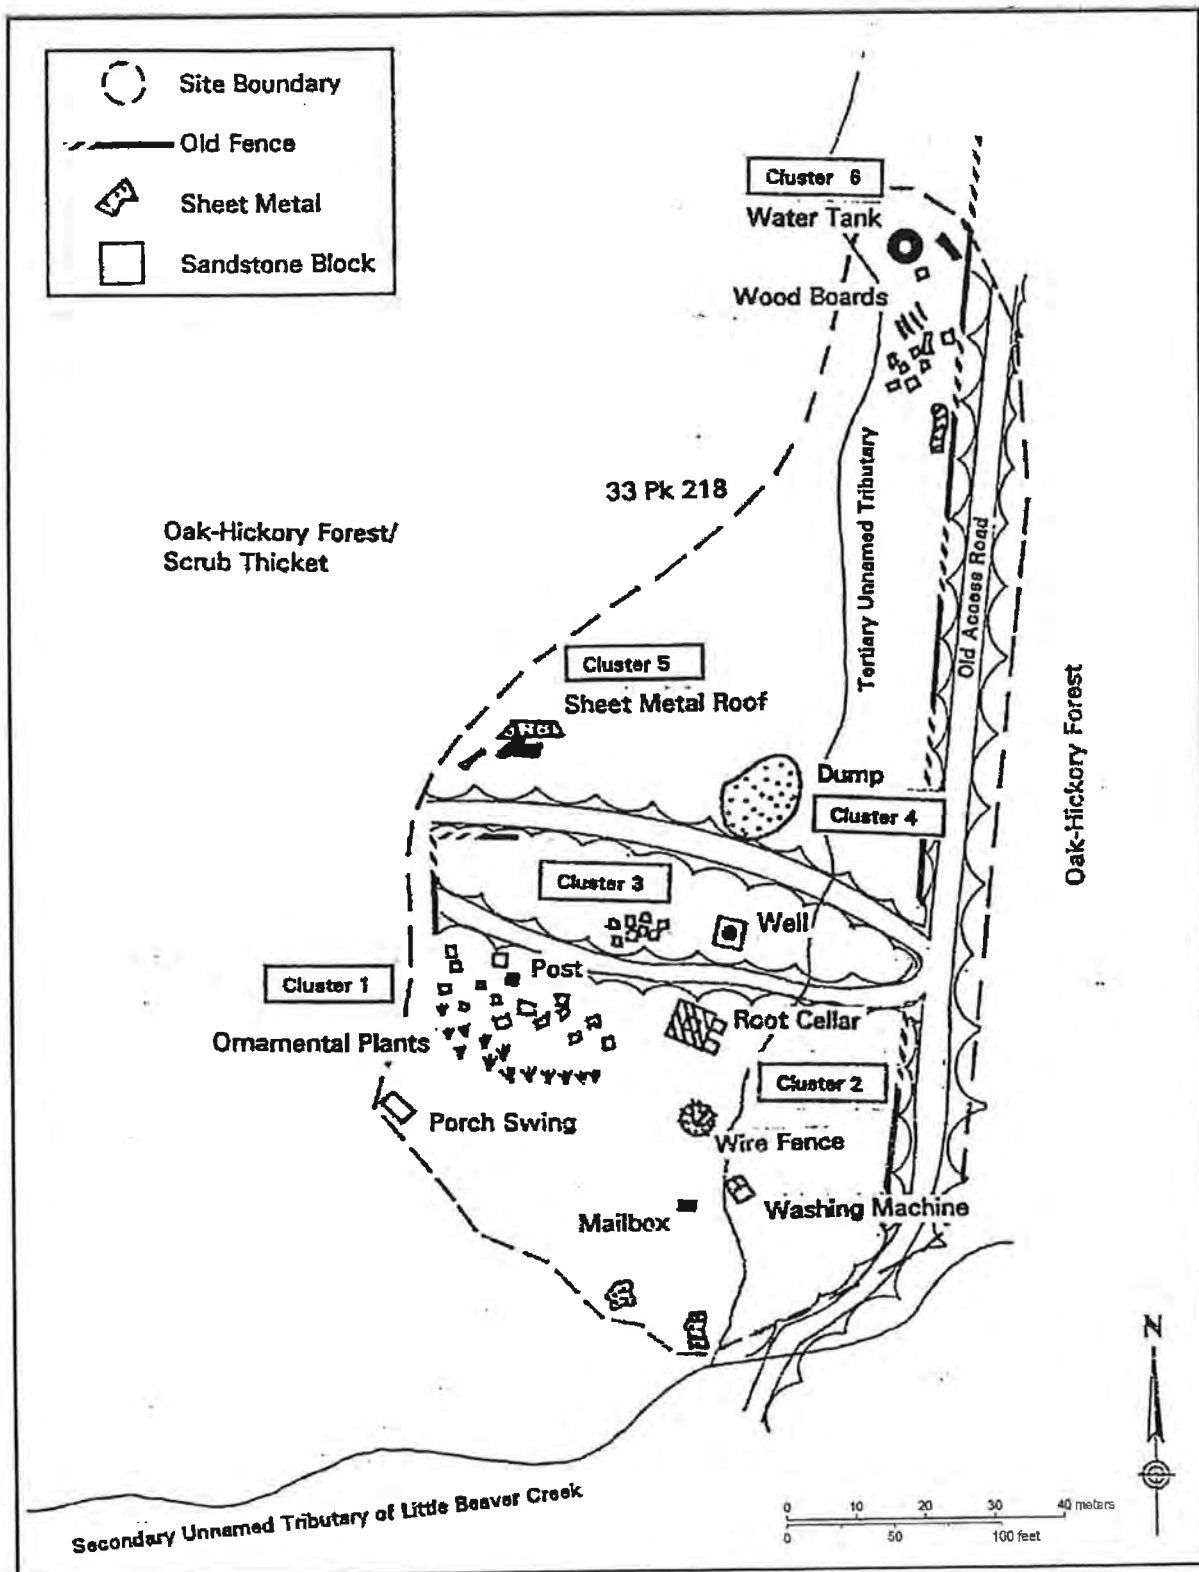 Site Boundary
Old Fence
Sheet Metal
Sandstone Block
Cluster 6
Water Tank
Wood Boards
33 Pk 218
Oak-Hickory Forest/
Scrub Thicket
Tertiary Unnamed Tributary
Old Access Road
Oak-Hickory Forest
Cluster 5
Sheet Metal Roof
Dump
Cluster 4
Cluster 3
Well
Cluster 1
Post
Ornamental Plants
Root Cellar
Cluster 2
Porch Swing
Wire Fence
Mailbox
Washing Machine
N
Secondary Unnamed Tributary of Little Beaver Creek
0 10 20 30 40 meters
0 50 100 feet